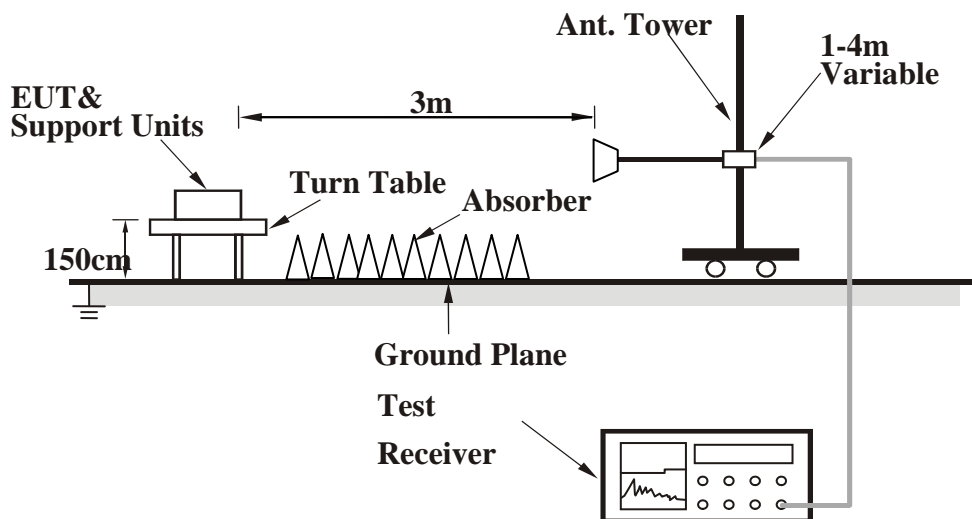 Ant. Tower
1-4m
Variable
EUT&
Support Units
3m
Turn Table
Absorber
150cm
Ground Plane
Test
Receiver